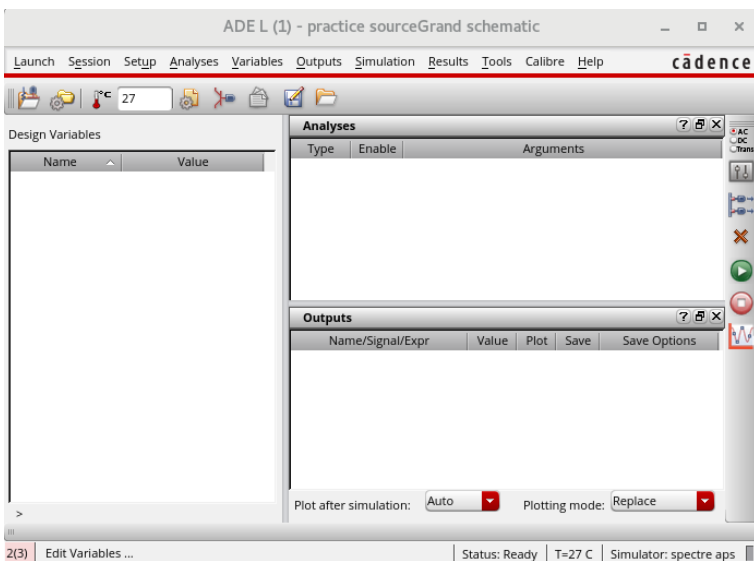 ADE L (1) - practice sourceGrand schematic
Launch Session Setup Analyses Variables Outputs Simulation Results Tools Calibre Help cādence
°C 27
Design Variables
Name Value
>
Analyses ?
Type Enable Arguments
AC
DC
Trans
Outputs ?
Name/Signal/Expr Value Plot Save Save Options
Plot after simulation: Auto Plotting mode: Replace
2(3) Edit Variables ... Status: Ready T=27 C Simulator: spectre aps